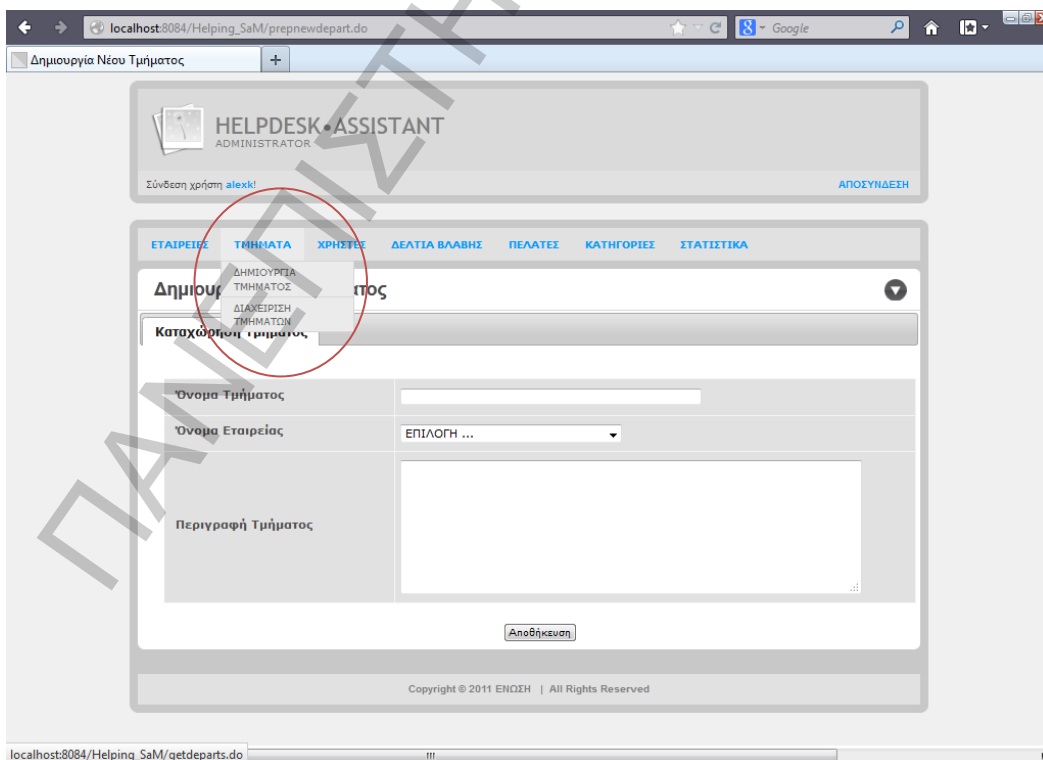 localhost:8084/Helping_SaM/prepnewdepart.do
Google
Δημιουργία Νέου Τμήματος
HELPDESK•ASSISTANT
ADMINISTRATOR
Σύνδεση χρήστη alexk!
ΑΠΟΣΥΝΔΕΣΗ
ΕΤΑΙΡΕΙΕΣ ΤΜΗΜΑΤΑ ΧΡΗΣΤΕΣ ΔΕΛΤΙΑ ΒΛΑΒΗΣ ΠΕΛΑΤΕΣ ΚΑΤΗΓΟΡΙΕΣ ΣΤΑΤΙΣΤΙΚΑ
ΔΗΜΙΟΥΡΓΙΑ
ΤΜΗΜΑΤΟΣ
ΔΙΑΧΕΙΡΙΣΗ
ΤΜΗΜΑΤΩΝ
Καταχώρηση Τμήματος
Όνομα Τμήματος
Όνομα Εταιρείας
ΕΠΙΛΟΓΗ ...
Περιγραφή Τμήματος
Αποθήκευση
Copyright © 2011 ΕΝΩΣΗ | All Rights Reserved
localhost:8084/Helping_SaM/getdeparts.do